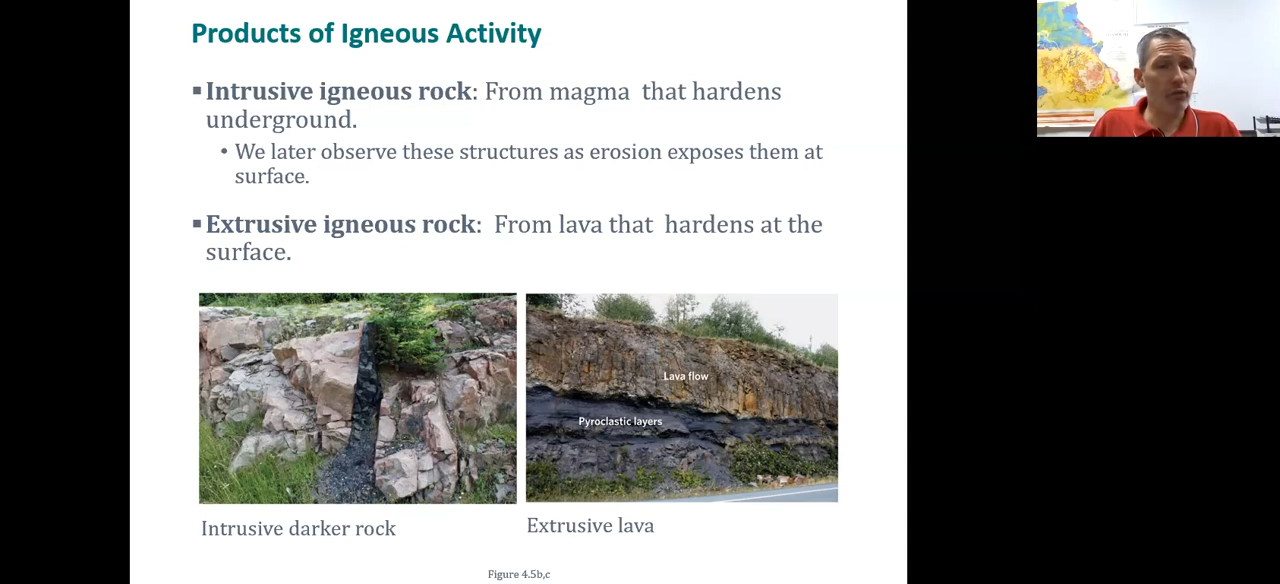 Products of Igneous Activity
▪Intrusive igneous rock: From magma that hardens
underground.
• We later observe these structures as erosion exposes them at
surface.
▪Extrusive igneous rock: From lava that hardens at the
surface.
Lava flow
Pyroclastic layers
Intrusive darker rock
Extrusive lava
Figure 4.5b,c